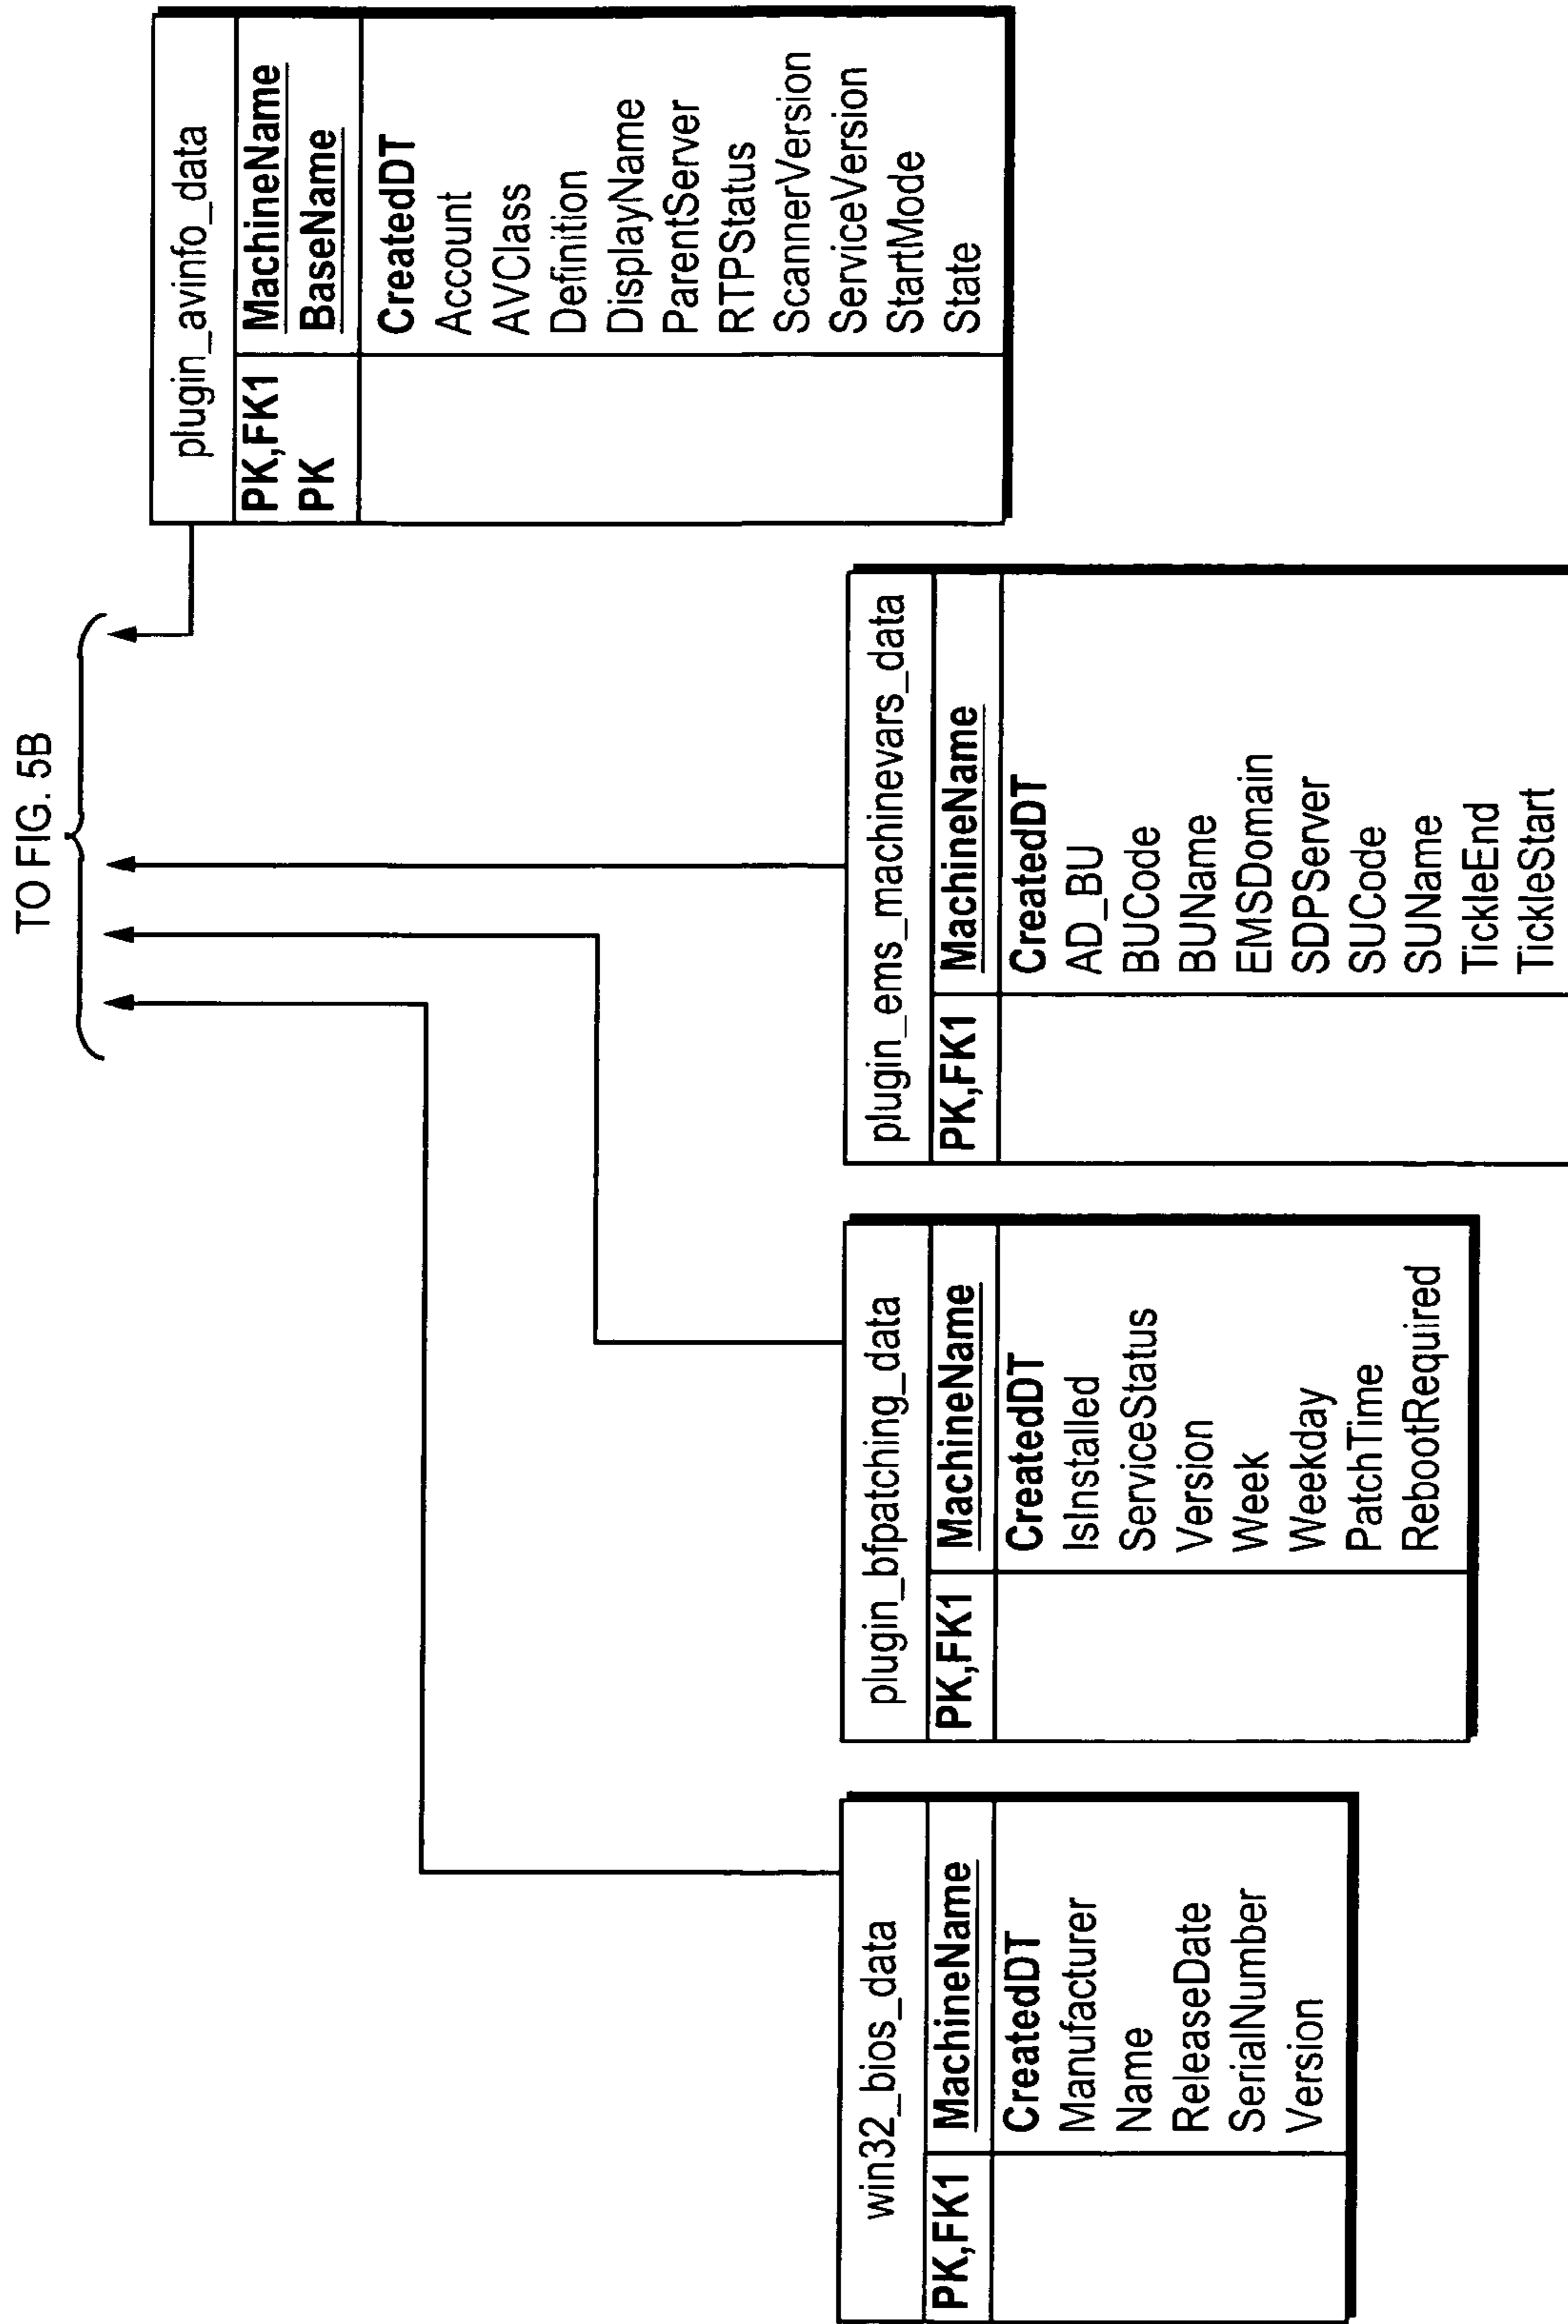 TO FIG. 5B
win32_bios_data
PK,FK1 MachineName
CreatedDT
Manufacturer
Name
ReleaseDate
SerialNumber
Version
plugin_bfpatching_data
PK,FK1 MachineName
CreatedDT
IsInstalled
ServiceStatus
Version
Week
Weekday
PatchTime
RebootRequired
plugin_ems_machinevars_data
PK,FK1 MachineName
CreatedDT
AD_BU
BUCode
BUName
EMSDomain
SDPServer
SUCode
SUName
TickleEnd
TickleStart
plugin_avinfo_data
PK,FK1 MachineName
PK BaseName
CreatedDT
Account
AVClass
Definition
DisplayName
ParentServer
RTPStatus
ScannerVersion
ServiceVersion
StartMode
State